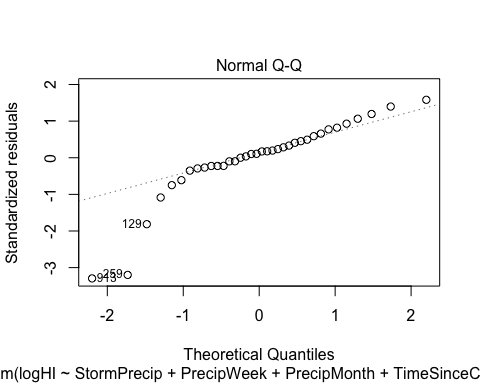 Normal Q-Q
Standardized residuals
2
1
0
-1
-2
-3
129
259
913
-2 -1 0 1 2
Theoretical Quantiles
m(logHI ~ StormPrecip + PrecipWeek + PrecipMonth + TimeSinceC